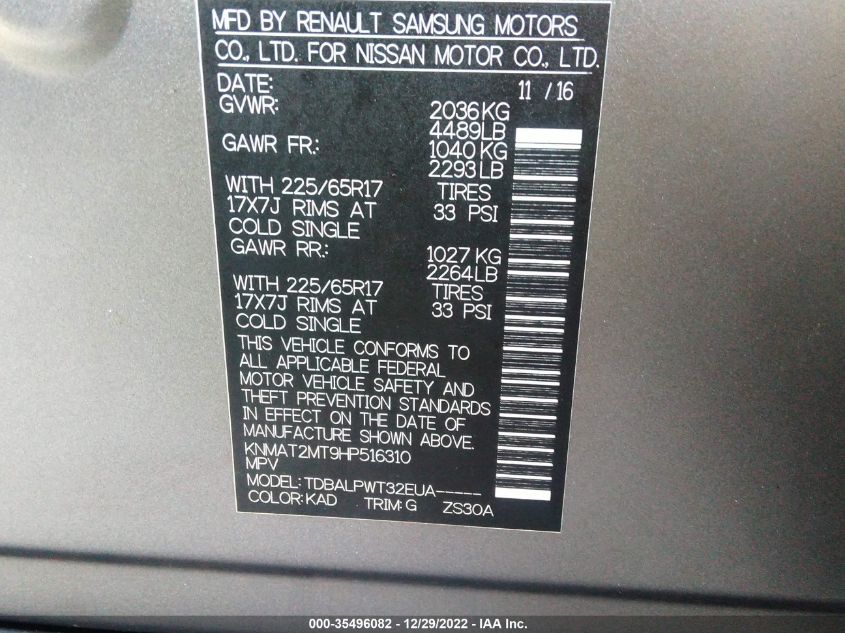 MFD BY RENAULT SAMSUNG MOTORS
CO., LTD. FOR NISSAN MOTOR CO., LTD.
DATE: 11 / 16
GVWR: 2036 KG
4489LB
GAWR FR.: 1040 KG
2293 LB
WITH 225/65R17 TIRES
17X7J RIMS AT 33 PSI
COLD SINGLE
GAWR RR.: 1027 KG
2264LB
WITH 225/65R17 TIRES
17X7J RIMS AT 33 PSI
COLD SINGLE
THIS VEHICLE CONFORMS TO
ALL APPLICABLE FEDERAL
MOTOR VEHICLE SAFETY AND
THEFT PREVENTION STANDARDS
IN EFFECT ON THE DATE OF
MANUFACTURE SHOWN ABOVE.
KNMAT2MT9HP516310
MPV
MODEL: TDBALPWT32EUA-----
COLOR: KAD TRIM: G ZS30A
000-35496082 - 12/29/2022 - IAA Inc.